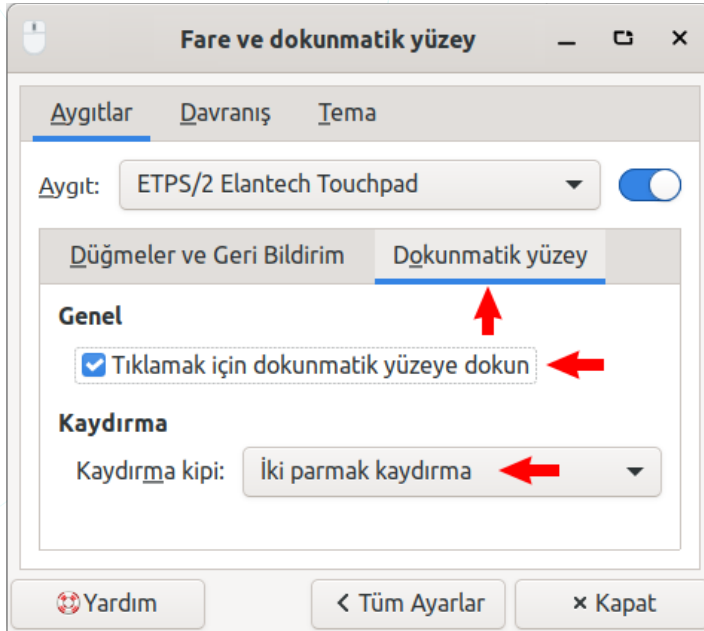 Fare ve dokunmatik yüzey
Aygıtlar Davranış Tema
Aygıt: ETPS/2 Elantech Touchpad
Düğmeler ve Geri Bildirim Dokunmatik yüzey
Genel
Tıklamak için dokunmatik yüzeye dokun
Kaydırma
Kaydırma kipi: İki parmak kaydırma
Yardım < Tüm Ayarlar × Kapat